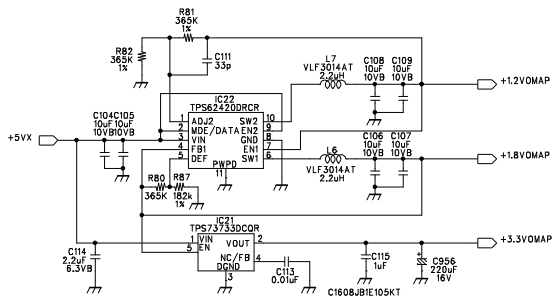 R81
365K
1%
R82
365K
1%
C111
33p
L7
VLF3014AT
2.2uH
C108
10uF
10VB
C109
10uF
10VB
+1.2VOMAP
IC22
TPS62420DRCR
C104
10uF
10VB
C105
10uF
10VB
+5VX
1 ADJ2 SW2 10
2 MDE/DATA EN2 9
3 VIN GND 8
4 FB1 EN1 7
5 DEF SW1 6
PWPD
11
L6
VLF3014AT
2.2uH
C106
10uF
10VB
C107
10uF
10VB
+1.8VOMAP
R80
365K
R87
182k
1%
IC21
TPS73733DCQR
1 VIN VOUT 2
5 EN
NC/FB 4
DGND
3
+3.3VOMAP
C114
2.2uF
6.3VB
C113
0.01uF
C115
1uF
C1608JB1E105KT
C956
220uF
16V